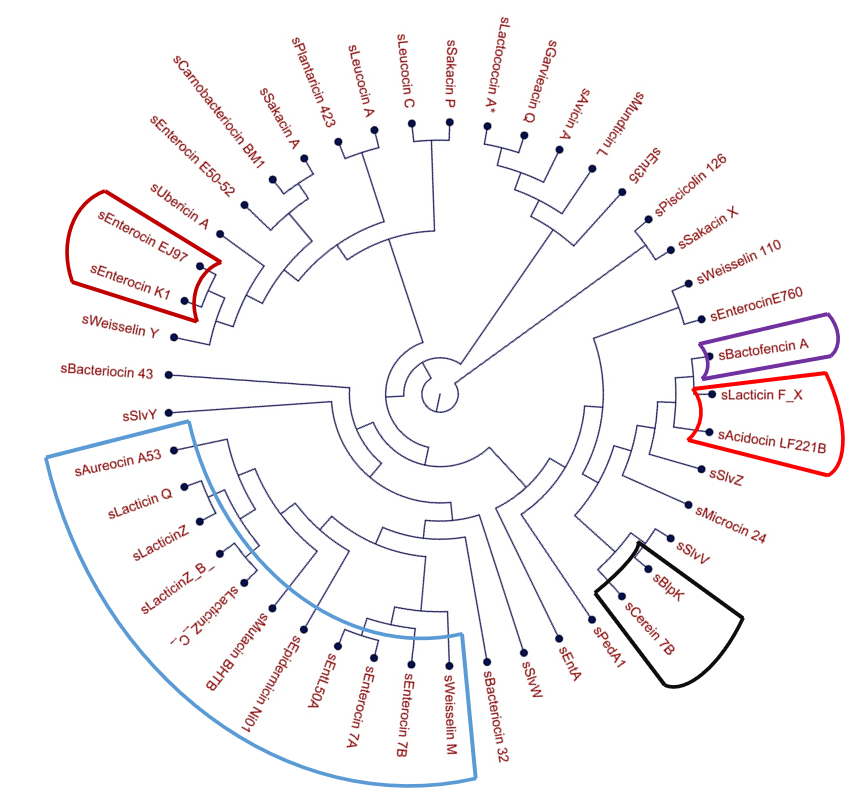 sLactococcin A*
sGarvieacin Q
sAvicin A
sMundticin L
sEnt35
sPiscicolin 126
sSakacin X
sWeisselin 110
sEnterocinE760
sBactofencin A
sLacticin F_X
sAcidocin LF221B
sSlvZ
sMicrocin 24
sSlvV
sBlpK
sCerein 7B
sPedA1
sEntA
sSlvW
sBacteriocin 32
sWeisselin M
sEnterocin 7B
sEnterocin 7A
sEntL50A
sEpidermicin NI01
sMutacin BHTB
sLacticinZ_C_
sLacticinZ_B_
sLacticinZ
sLacticin Q
sAureocin A53
sSlvY
sBacteriocin 43
sWeisselin Y
sEnterocin K1
sEnterocin EJ97
sUbericin A
sEnterocin E50-52
sCarnobacteriocin BM1
sSakacin A
sPlantaricin 423
sLeucocin A
sLeucocin C
sSakacin P